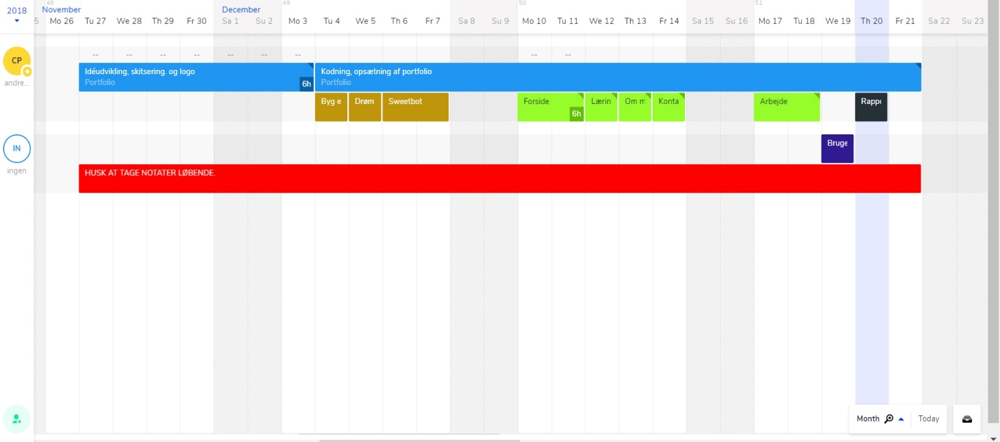 2018
48
49
50
51
November
December
5 Mo 26 Tu 27 We 28 Th 29 Fr 30 Sa 1 Su 2 Mo 3 Tu 4 We 5 Th 6 Fr 7 Sa 8 Su 9 Mo 10 Tu 11 We 12 Th 13 Fr 14 Sa 15 Su 16 Mo 17 Tu 18 We 19 Th 20 Fr 21 Sa 22 Su 23
CP
andre...
-- -- -- -- -- -- -- -- --
Idéudvikling, skitsering. og logo
Portfolio
6h
Kodning, opsætning af portfolio
Portfolio
Byg e
Drøm
Sweetbot
Forside
6h
Lærin
Om m
Konta
Arbejde
Rappo
IN
ingen
Bruge
HUSK AT TAGE NOTATER LØBENDE.
Month
Today